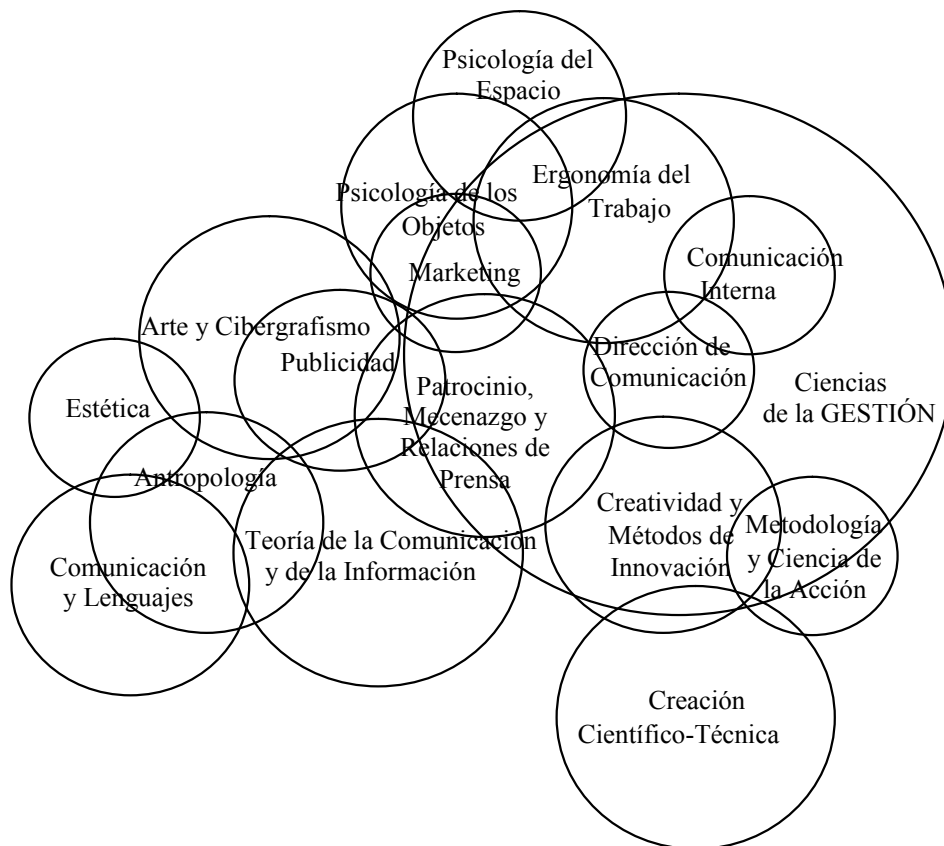 Psicología del
Espacio
Ergonomía del
Trabajo
Psicología de los
Objetos
Marketing
Comunicación
Interna
Arte y Cibergrafismo
Publicidad
Dirección de
Comunicación
Patrocinio,
Mecenazgo y
Relaciones de
Prensa
Ciencias
de la GESTIÓN
Estética
Antropología
Creatividad y
Métodos de
Innovación
Metodología
y Ciencia de
la Acción
Teoría de la Comunicación
y de la Información
Comunicación
y Lenguajes
Creación
Científico-Técnica